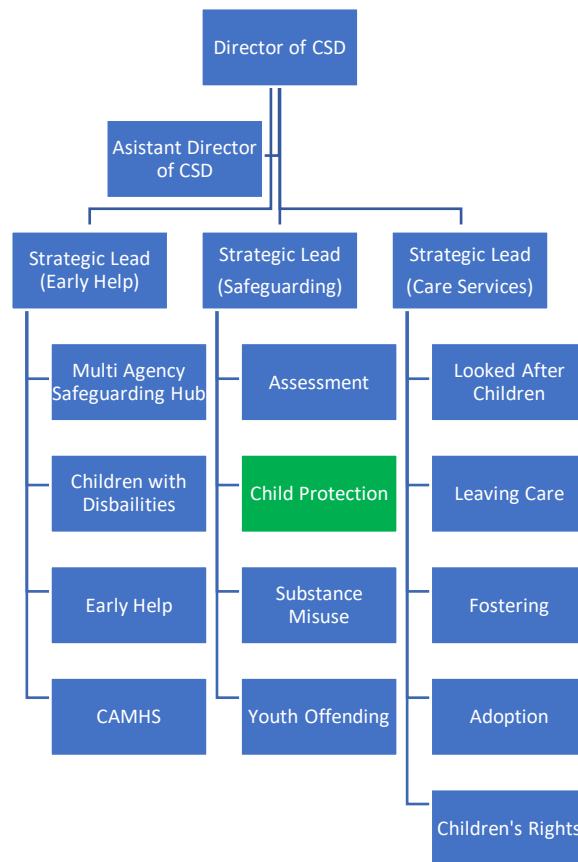 Director of CSD
Asistant Director
of CSD
Strategic Lead
(Early Help)
Strategic Lead
(Safeguarding)
Strategic Lead
(Care Services)
Multi Agency
Safeguarding Hub
Assessment
Looked After
Children
Children with
Disbailities
Child Protection
Leaving Care
Early Help
Substance
Misuse
Fostering
CAMHS
Youth Offending
Adoption
Children's Rights